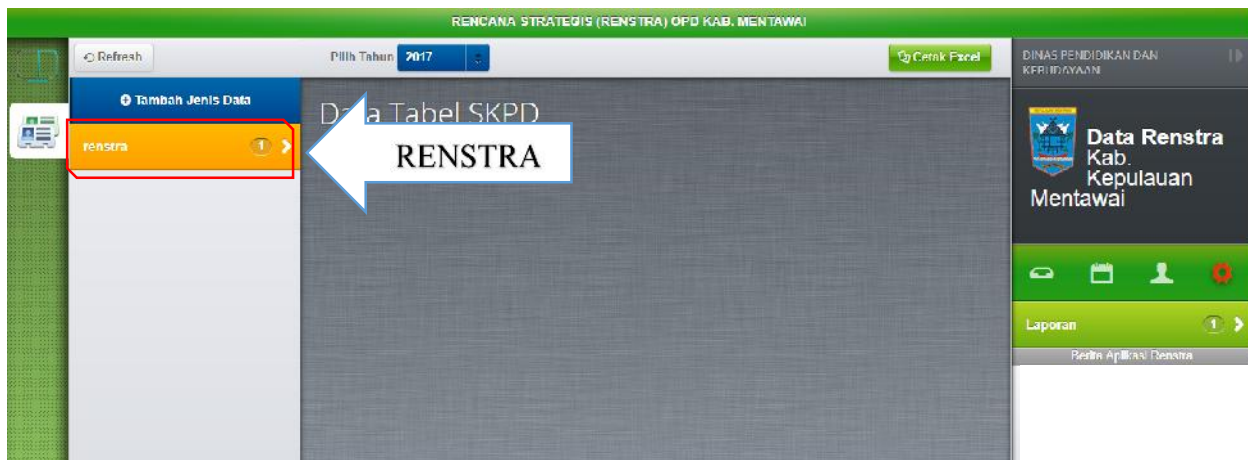 RENCANA STRATEGIS (RENSTRA) OPD KAB. MENTAWAI
Refresh
Pilih Tahun 2017
Cetak Excel
DINAS PENDIDIKAN DAN
KEBUDAYAAN
Tambah Jenis Data
Data Tabel SKPD
renstra 1
RENSTRA
Data Renstra
Kab.
Kepulauan
Mentawai
Laporan 1
Berita Aplikasi Renstra